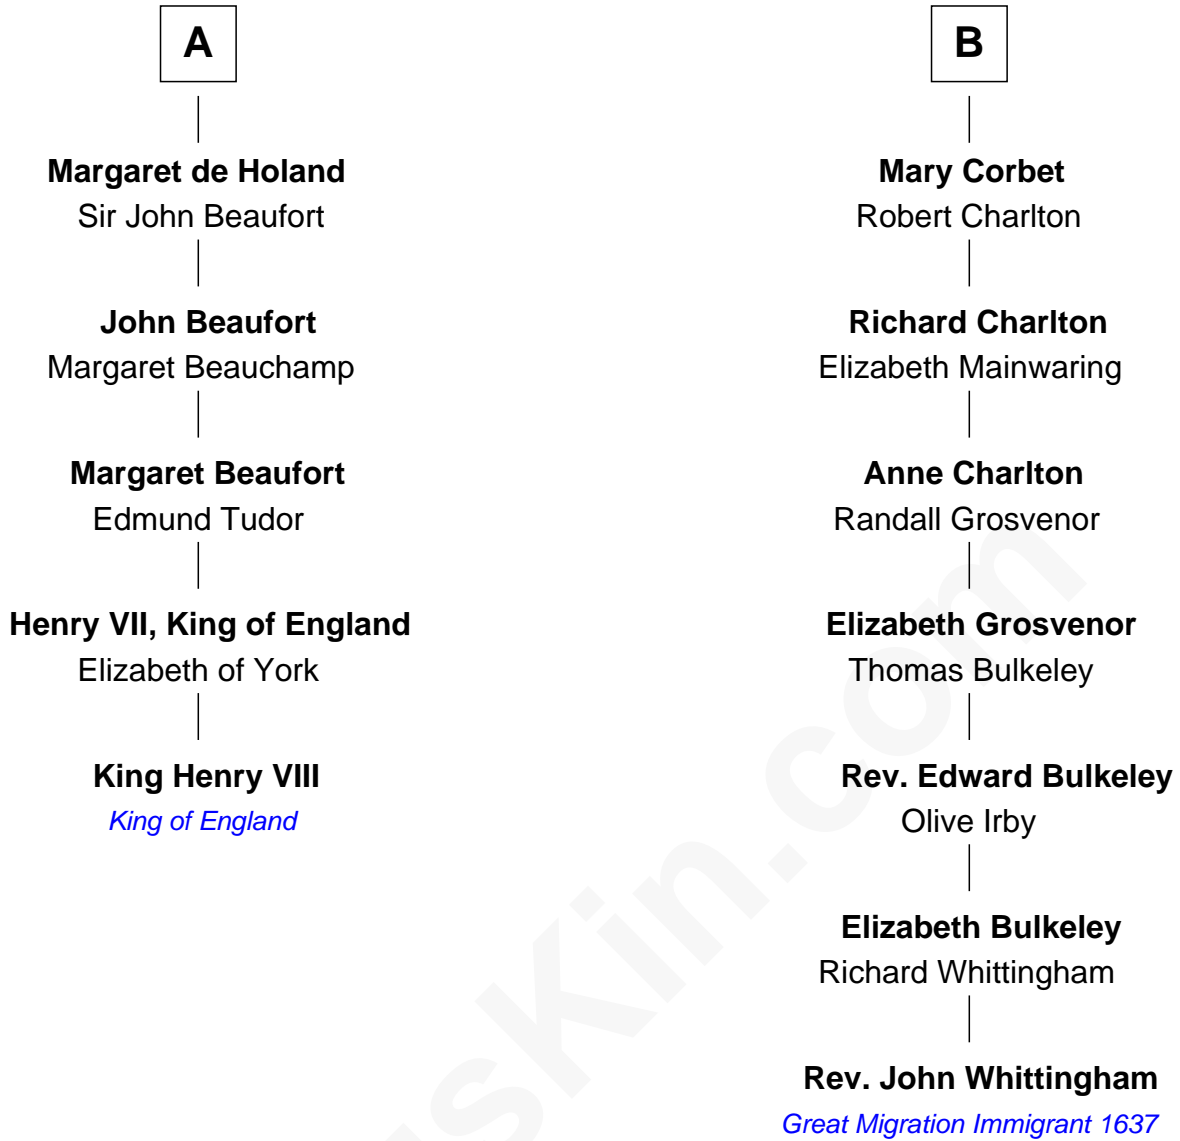 A
Margaret de Holand
Sir John Beaufort
John Beaufort
Margaret Beauchamp
Margaret Beaufort
Edmund Tudor
Henry VII, King of England
Elizabeth of York
King Henry VIII
King of England
B
Mary Corbet
Robert Charlton
Richard Charlton
Elizabeth Mainwaring
Anne Charlton
Randall Grosvenor
Elizabeth Grosvenor
Thomas Bulkeley
Rev. Edward Bulkeley
Olive Irby
Elizabeth Bulkeley
Richard Whittingham
Rev. John Whittingham
Great Migration Immigrant 1637